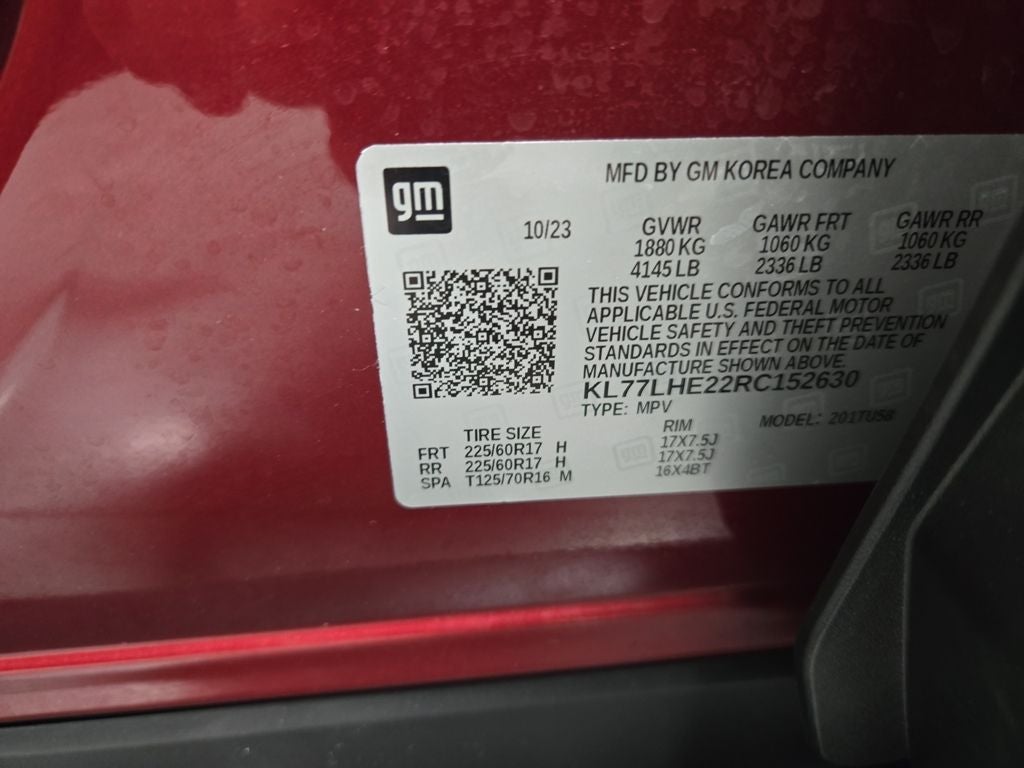 gm
MFD BY GM KOREA COMPANY
10/23 GVWR GAWR FRT GAWR RR
1880 KG 1060 KG 1060 KG
4145 LB 2336 LB 2336 LB
THIS VEHICLE CONFORMS TO ALL
APPLICABLE U.S. FEDERAL MOTOR
VEHICLE SAFETY AND THEFT PREVENTION
STANDARDS IN EFFECT ON THE DATE OF
MANUFACTURE SHOWN ABOVE.
KL77LHE22RC152630
TYPE: MPV MODEL: 201TU58
TIRE SIZE RIM
FRT 225/60R17 H 17X7.5J
RR 225/60R17 H 17X7.5J
SPA T125/70R16 M 16X4BT